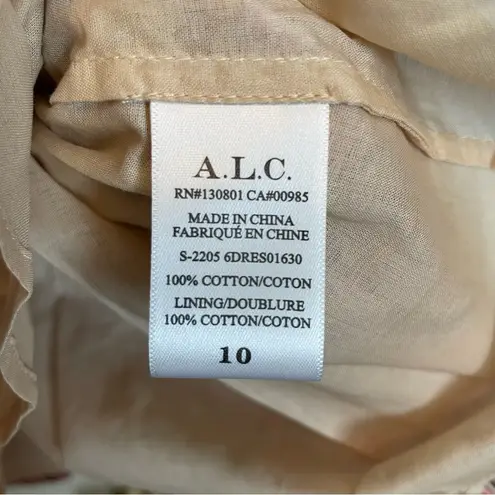 A.L.C.
RN#130801 CA#00985
MADE IN CHINA
FABRIQUÉ EN CHINE
S-2205 6DRES01630
100% COTTON/COTON
LINING/DOUBLURE
100% COTTON/COTON
10